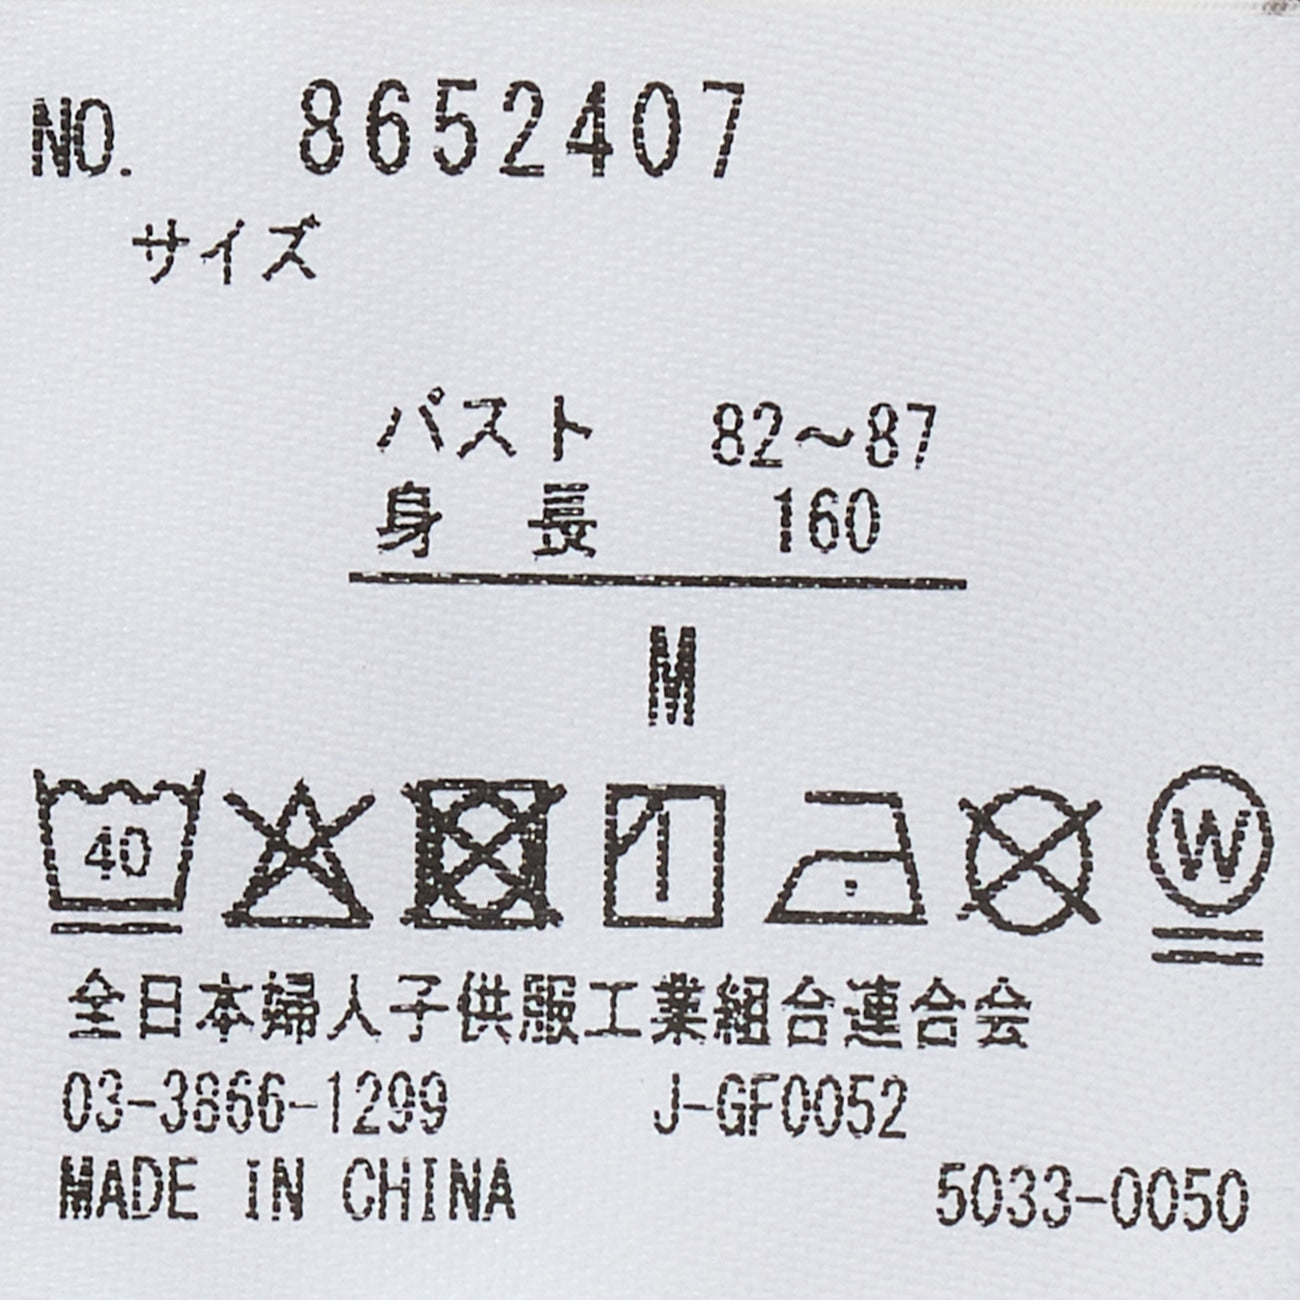 NO. 8652407
サイズ
バスト 82～87
身長 160
M
40
W
全日本婦人子供服工業組合連合会
03-3866-1299 J-GF0052
MADE IN CHINA 5033-0050